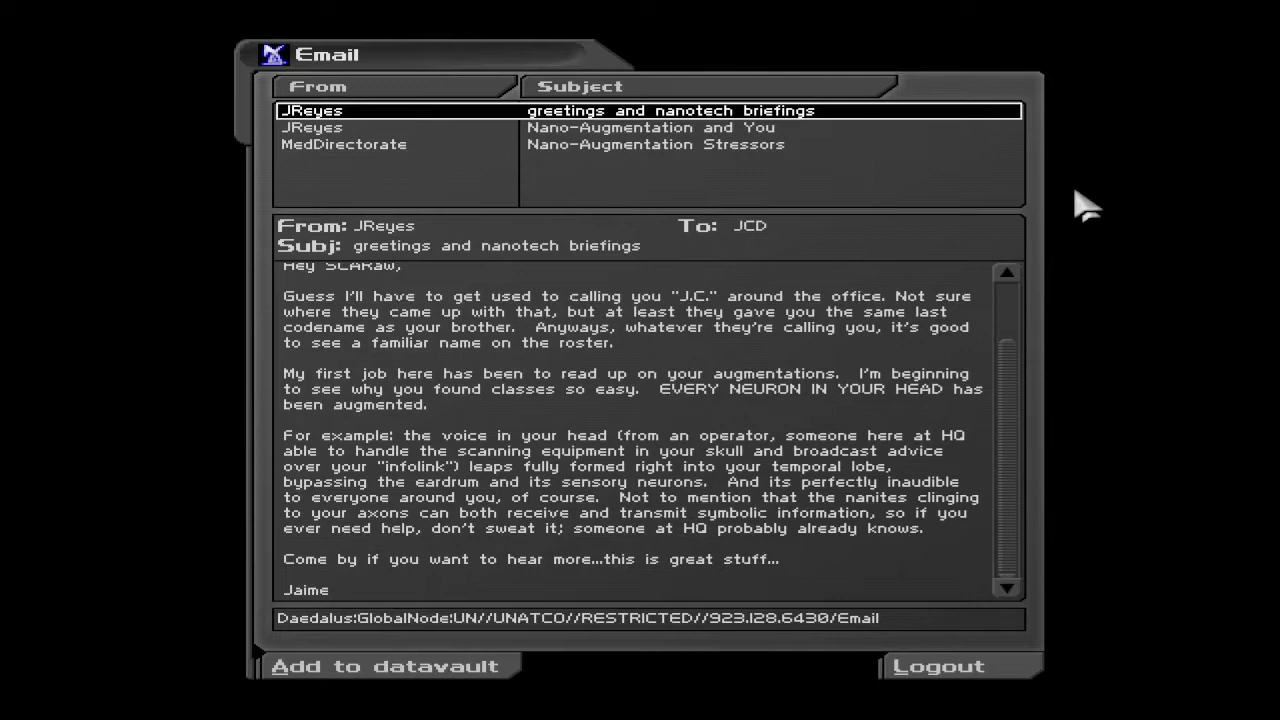 Email
From Subject
JReyes greetings and nanotech briefings
JReyes Nano-Augmentation and You
MedDirectorate Nano-Augmentation Stressors
From: JReyes To: JCD
Subj: greetings and nanotech briefings
Hey SCARaw,
Guess I'll have to get used to calling you "J.C." around the office. Not sure
where they came up with that, but at least they gave you the same last
codename as your brother. Anyways, whatever they're calling you, it's good
to see a familiar name on the roster.
My first job here has been to read up on your augmentations. I'm beginning
to see why you found classes so easy. EVERY NEURON IN YOUR HEAD has
been augmented.
For example: the voice in your head (from an operator, someone here at HQ
able to handle the scanning equipment in your skull and broadcast advice
over your "infolink") leaps fully formed right into your temporal lobe,
bypassing the eardrum and its sensory neurons. And its perfectly inaudible
to everyone around you, of course. Not to mention that the nanites clinging
to your axons can both receive and transmit symbolic information, so if you
ever need help, don't sweat it; someone at HQ probably already knows.
Come by if you want to hear more...this is great stuff...
Jaime
Daedalus:GlobalNode:UN//UNATCO//RESTRICTED//923.128.6430/Email
Add to datavault Logout